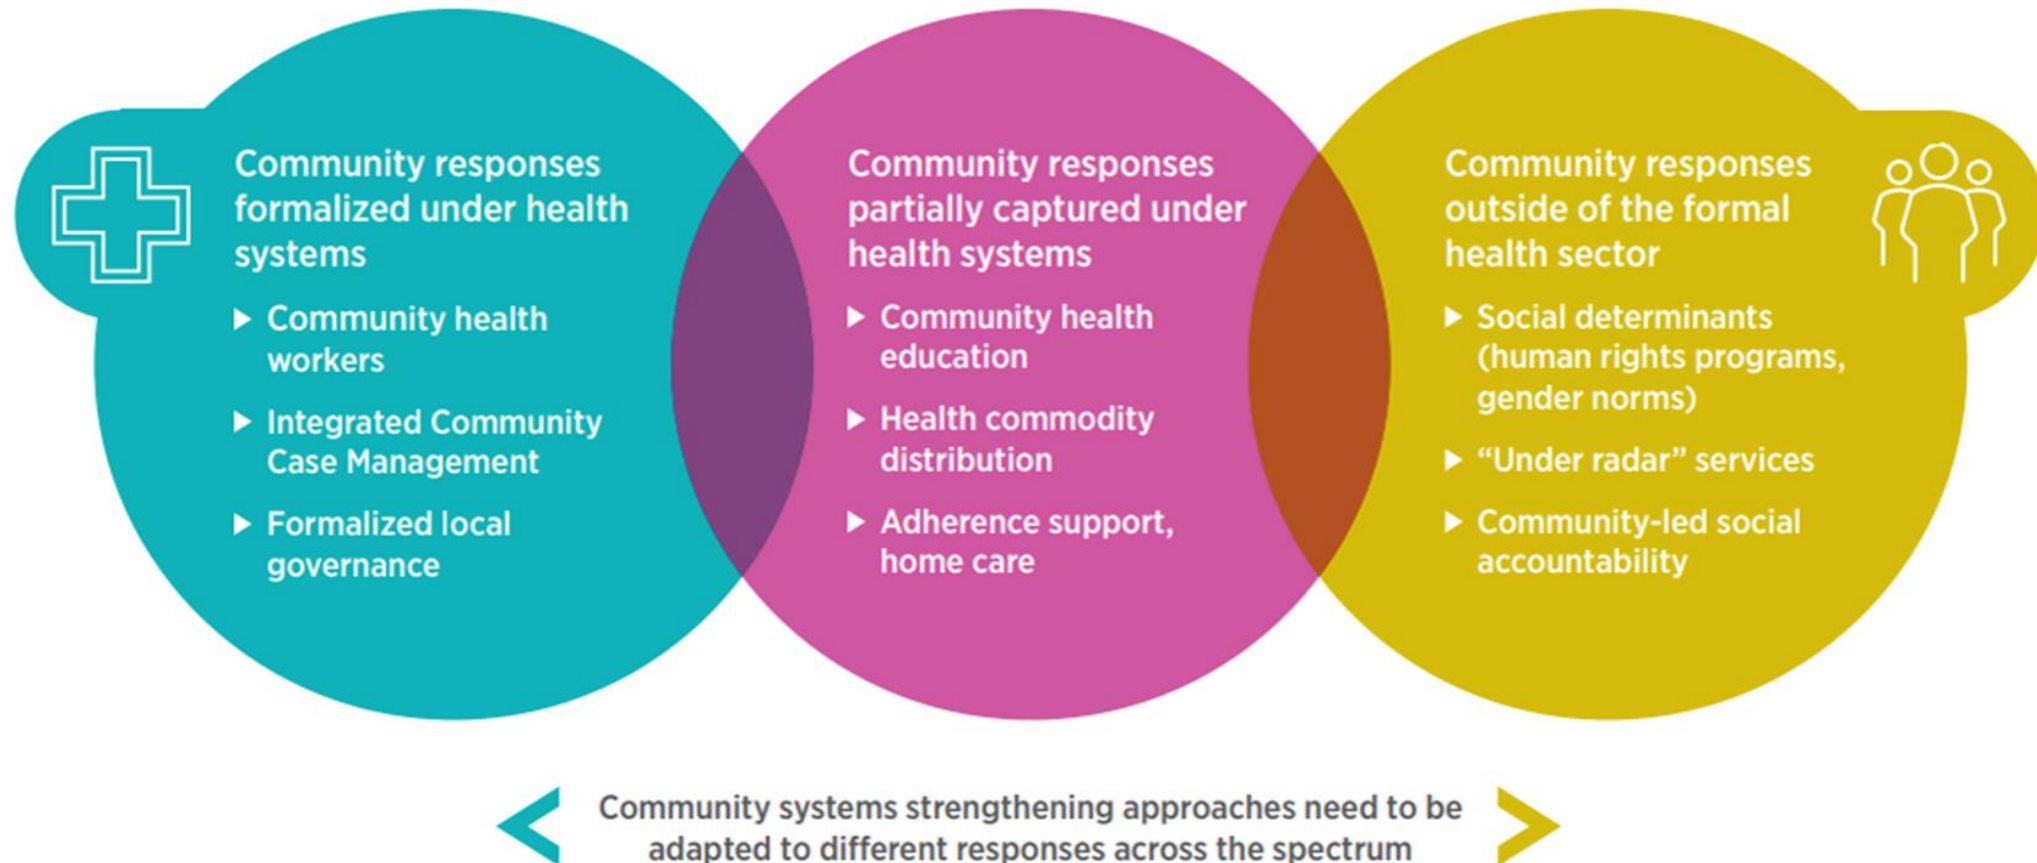 Community responses
formalized under health
systems
▶ Community health
workers
▶ Integrated Community
Case Management
▶ Formalized local
governance
Community responses
partially captured under
health systems
▶ Community health
education
▶ Health commodity
distribution
▶ Adherence support,
home care
Community responses
outside of the formal
health sector
▶ Social determinants
(human rights programs,
gender norms)
▶ “Under radar” services
▶ Community-led social
accountability
Community systems strengthening approaches need to be
adapted to different responses across the spectrum